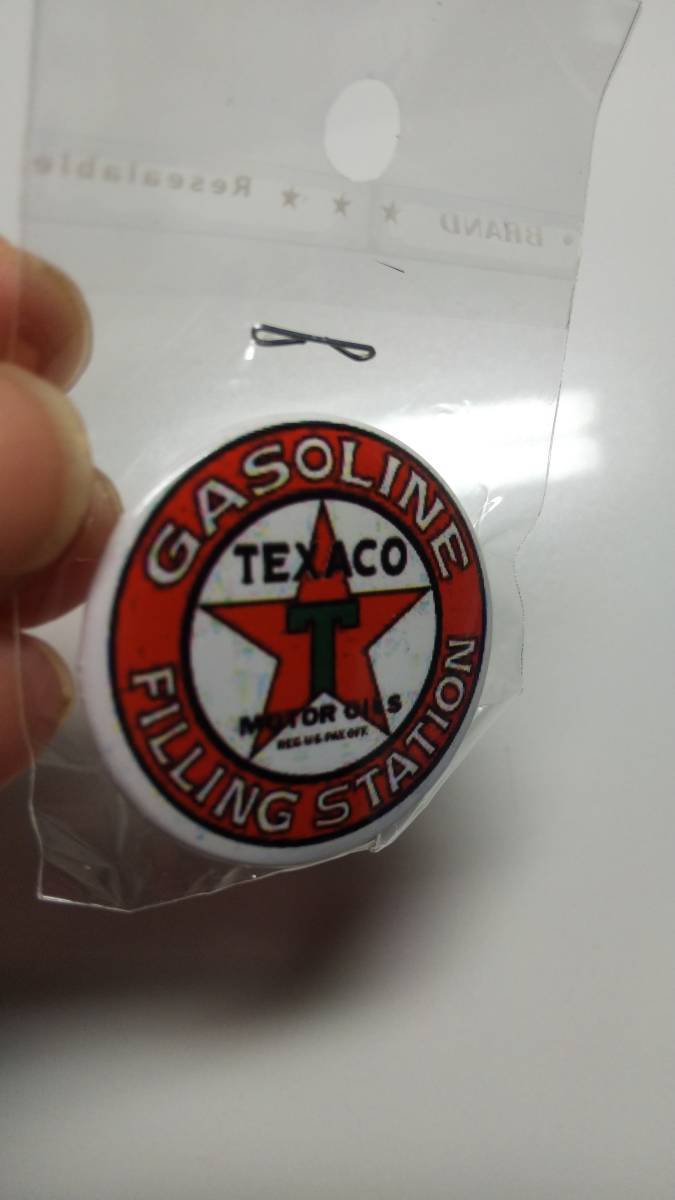 Resealable ★ ★ ★ BRAND •
GASOLINE
TEXACO
T
MOTOR OILS
REG. U.S. PAT. OFF.
FILLING STATION